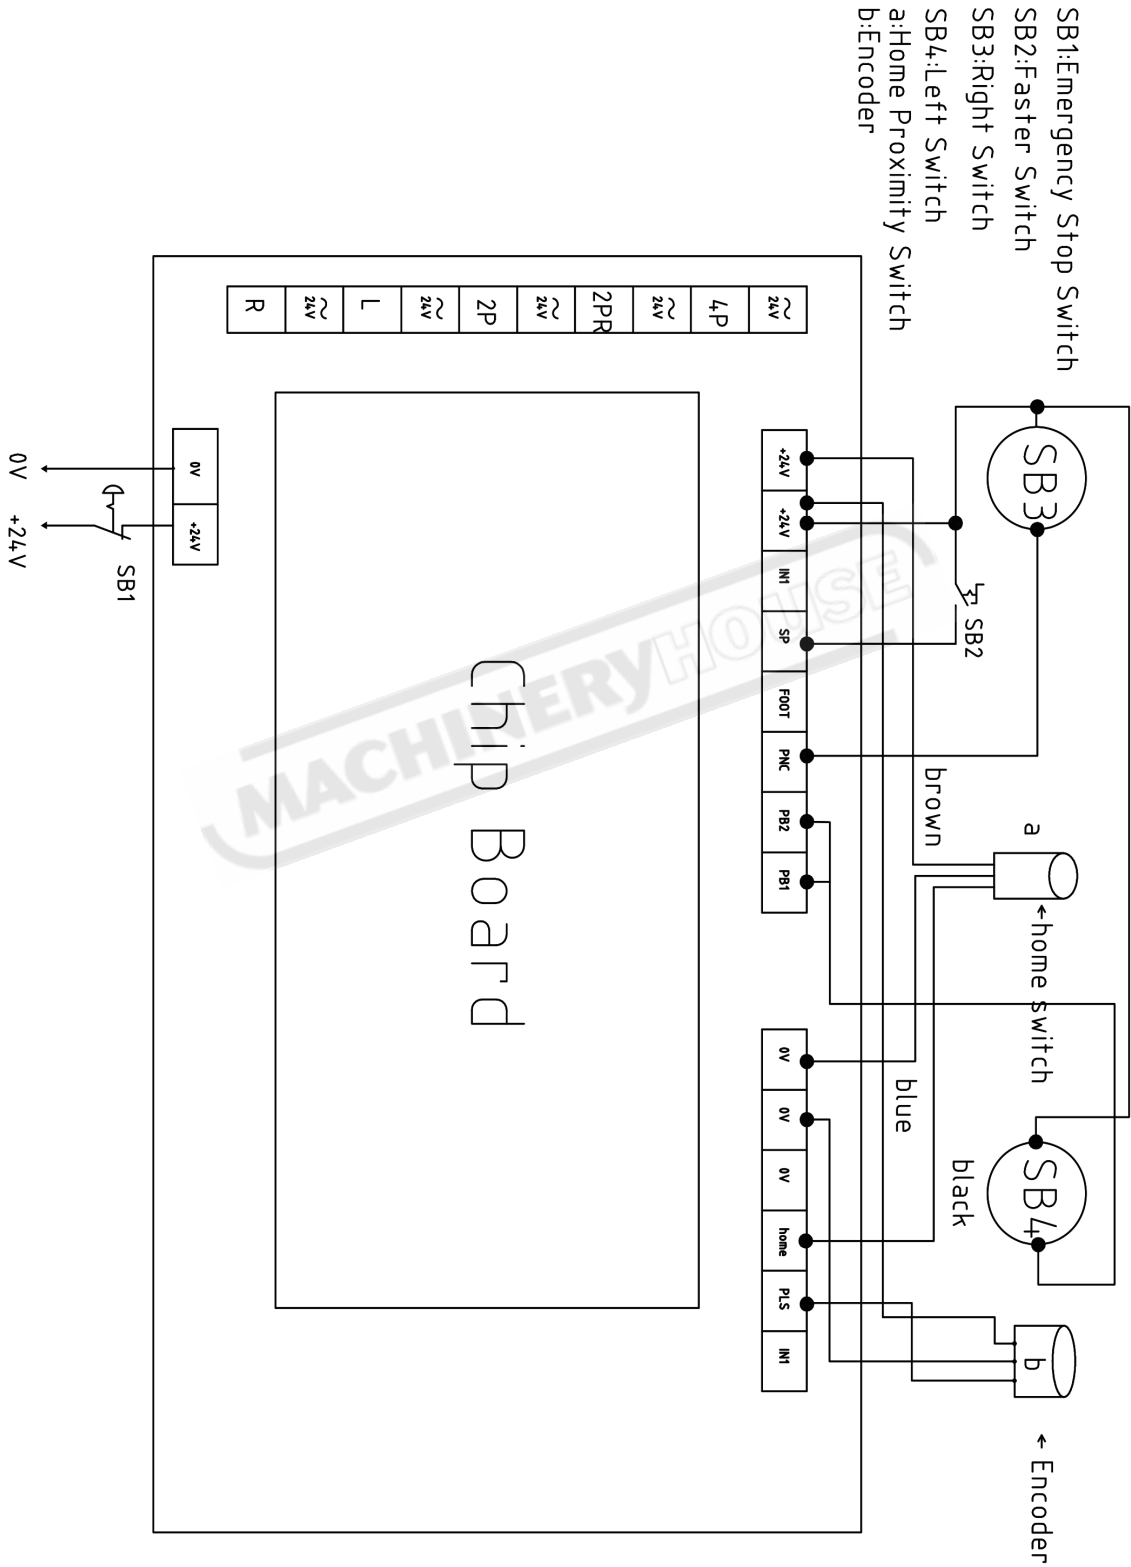 SB1:Emergency Stop Switch
SB2:Faster Switch
SB3:Right Switch
SB4:Left Switch
a:Home Proximity Switch
b:Encoder
SB3
SB2
a
←home switch
SB4
b
← Encoder
brown
blue
black
+24V
+24V
IN1
SP
FOOT
PNC
PB2
PB1
0V
0V
0V
home
PLS
IN1
~24V
4P
~24V
2PR
~24V
2P
~24V
L
~24V
R
Chip Board
MACHINERYHOUSE
0V
+24V
SB1
0V
+24V